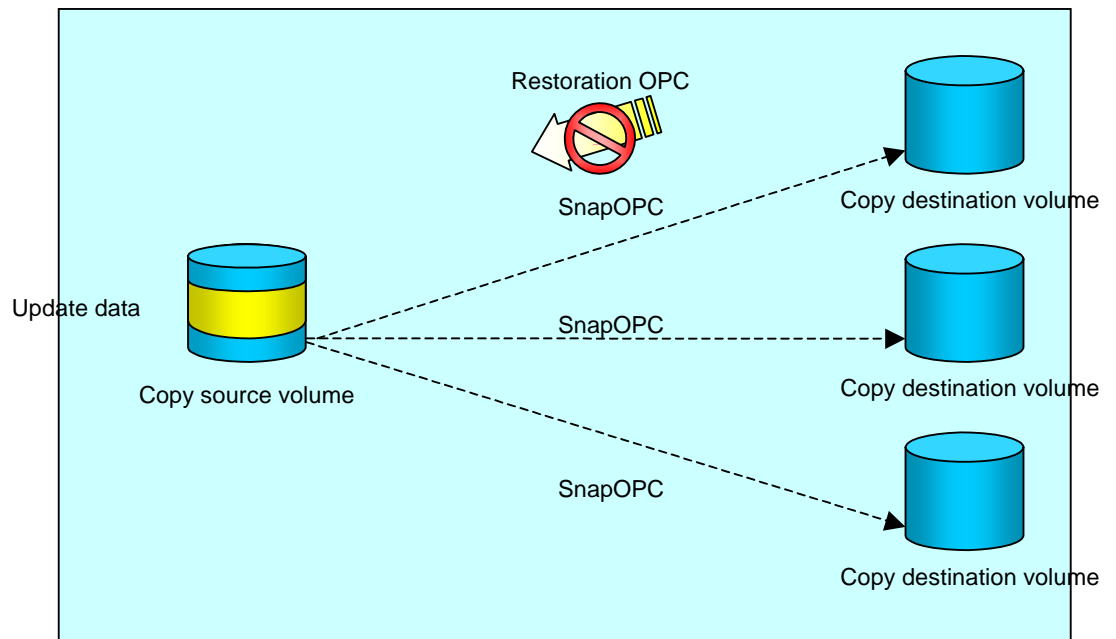 Restoration OPC
SnapOPC
Copy destination volume
Update data
SnapOPC
Copy source volume
Copy destination volume
SnapOPC
Copy destination volume